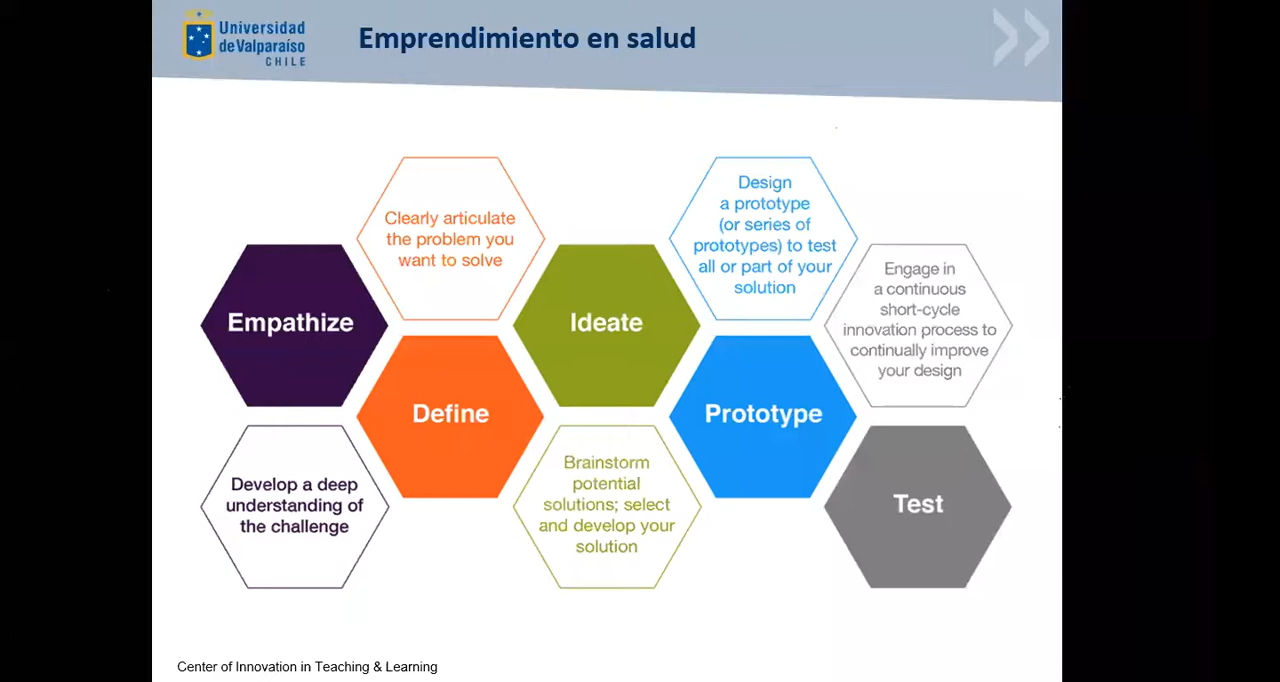 Universidad
de Valparaíso
CHILE
Emprendimiento en salud
Clearly articulate
the problem you
want to solve
Design
a prototype
(or series of
prototypes) to test
all or part of your
solution
Engage in
a continuous
short-cycle
innovation process to
continually improve
your design
Empathize
Ideate
Define
Prototype
Test
Develop a deep
understanding of
the challenge
Brainstorm
potential
solutions; select
and develop your
solution
Center of Innovation in Teaching & Learning